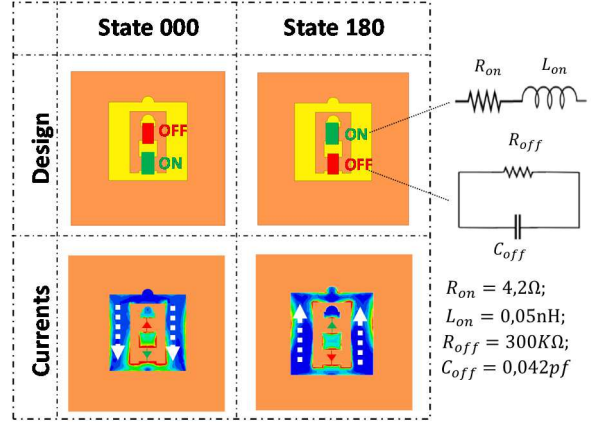 State 000
State 180
Design
OFF
ON
ON
OFF
R_on
L_on
R_off
C_off
Currents
R_on = 4,2Ω;
L_on = 0,05nH;
R_off = 300KΩ;
C_off = 0,042pf